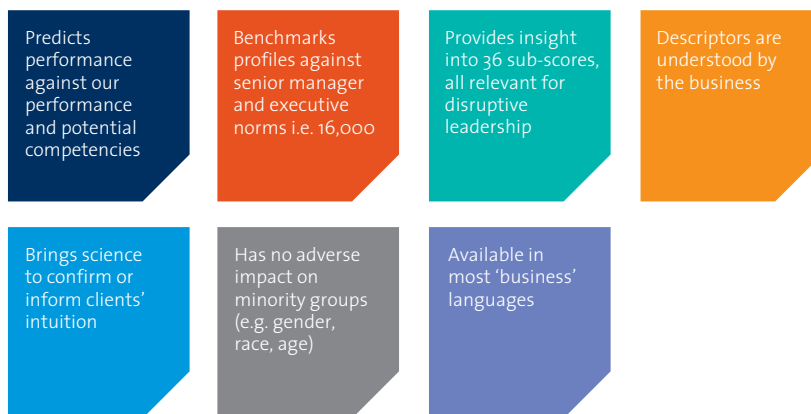 Predicts
performance
against our
performance
and potential
competencies
Benchmarks
profiles against
senior manager
and executive
norms i.e. 16,000
Provides insight
into 36 sub-scores,
all relevant for
disruptive
leadership
Descriptors are
understood by
the business
Brings science
to confirm or
inform clients’
intuition
Has no adverse
impact on
minority groups
(e.g. gender,
race, age)
Available in
most ‘business’
languages